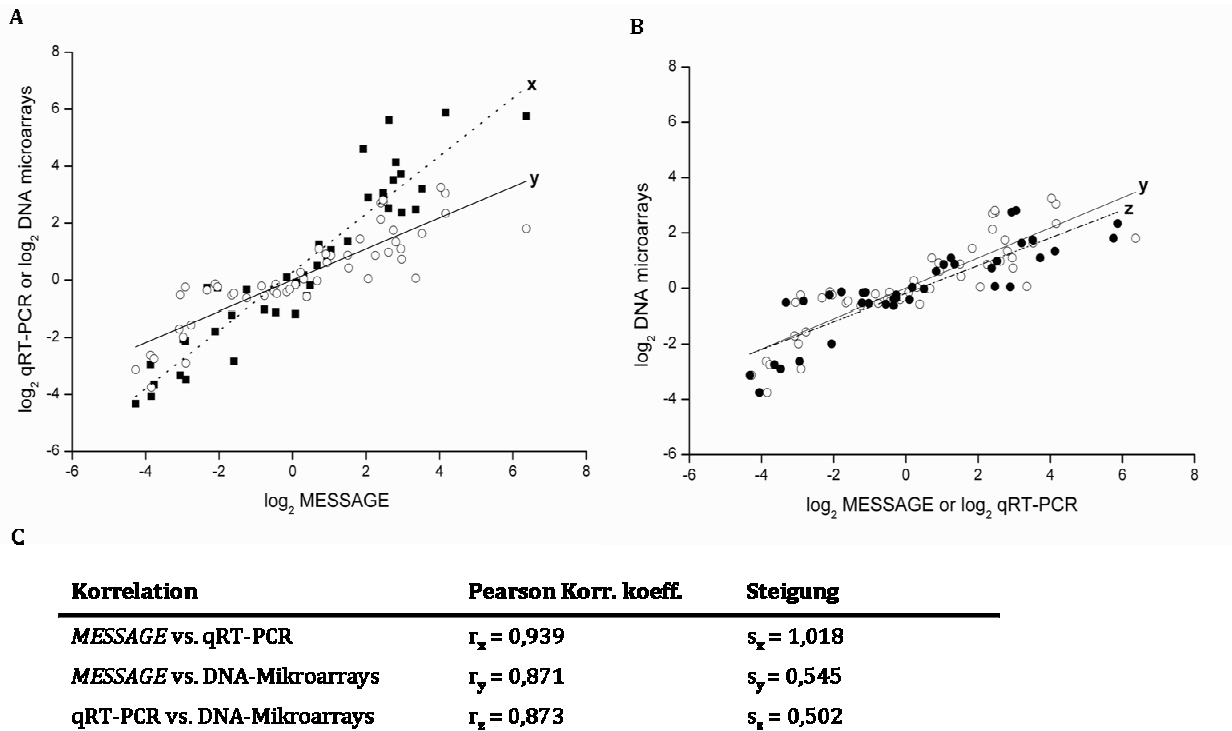 A
8
6
4
2
0
-2
-4
-6
-6
-4
-2
0
2
4
6
8
x
y
log2 qRT-PCR or log2 DNA microarrays
log2 MESSAGE
B
8
6
4
2
0
-2
-4
-6
-6
-4
-2
0
2
4
6
8
y
z
log2 DNA microarrays
log2 MESSAGE or log2 qRT-PCR
C
Korrelation Pearson Korr. koeff. Steigung
MESSAGE vs. qRT-PCR rx = 0,939 sx = 1,018
MESSAGE vs. DNA-Mikroarrays ry = 0,871 sy = 0,545
qRT-PCR vs. DNA-Mikroarrays rz = 0,873 sz = 0,502